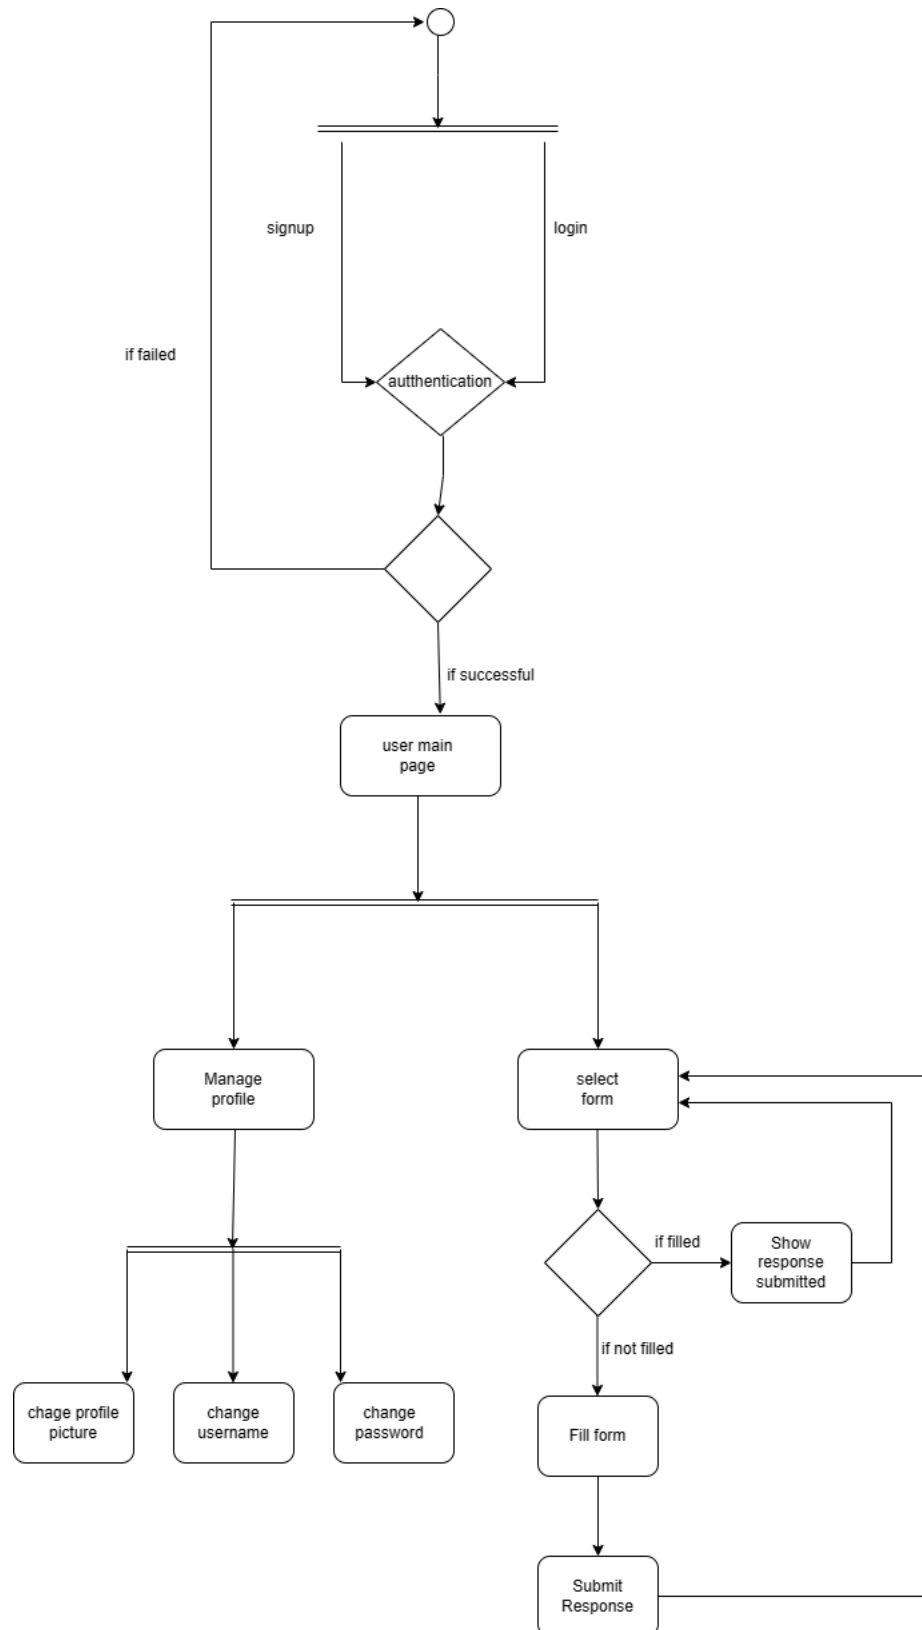 signup
login
if failed
autthentication
if successful
user main
page
Manage
profile
select
form
if filled
Show
response
submitted
if not filled
chage profile
picture
change
username
change
password
Fill form
Submit
Response